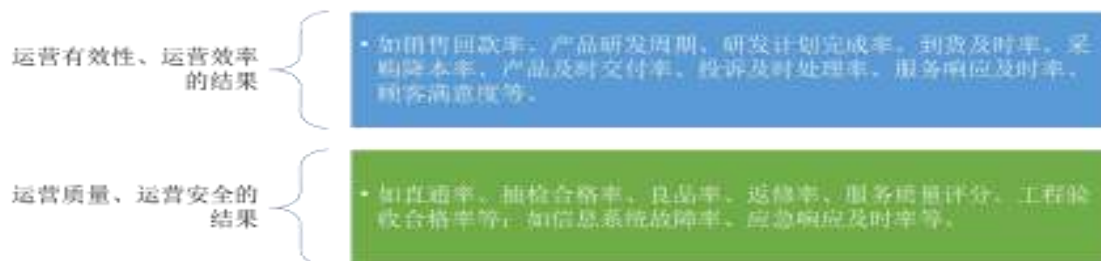 运营有效性、运营效率
的结果
• 如销售回款率、产品研发周期、研发计划完成率、到货及时率、采
购降本率、产品及时交付率、投诉及时处理率、服务响应及时率、
顾客满意度等。
运营质量、运营安全的
结果
• 如直通率、抽检合格率、良品率、返修率、服务质量评分、工程验
收合格率等；如信息系统故障率、应急响应及时率等。